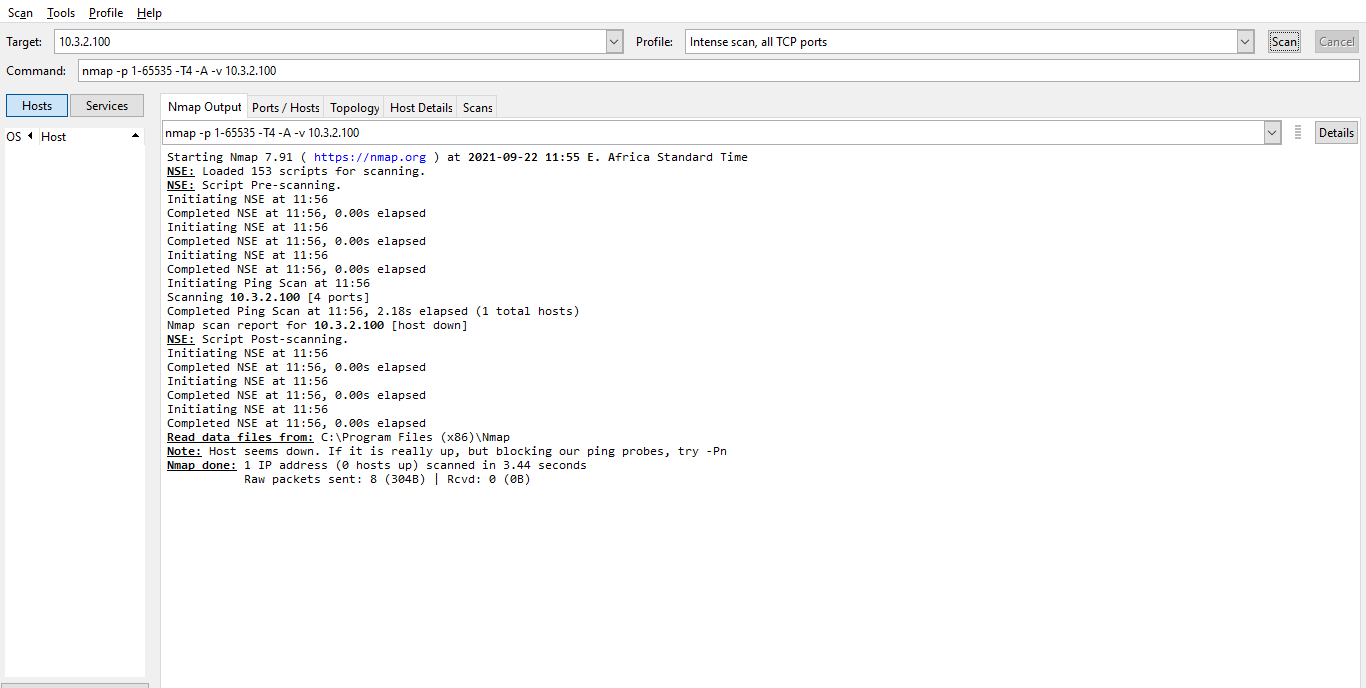 Scan Tools Profile Help
Target: 10.3.2.100 Profile: Intense scan, all TCP ports Scan Cancel
Command: nmap -p 1-65535 -T4 -A -v 10.3.2.100
Hosts Services Nmap Output Ports / Hosts Topology Host Details Scans
OS Host nmap -p 1-65535 -T4 -A -v 10.3.2.100 Details
Starting Nmap 7.91 ( https://nmap.org ) at 2021-09-22 11:55 E. Africa Standard Time
NSE: Loaded 153 scripts for scanning.
NSE: Script Pre-scanning.
Initiating NSE at 11:56
Completed NSE at 11:56, 0.00s elapsed
Initiating NSE at 11:56
Completed NSE at 11:56, 0.00s elapsed
Initiating NSE at 11:56
Completed NSE at 11:56, 0.00s elapsed
Initiating Ping Scan at 11:56
Scanning 10.3.2.100 [4 ports]
Completed Ping Scan at 11:56, 2.18s elapsed (1 total hosts)
Nmap scan report for 10.3.2.100 [host down]
NSE: Script Post-scanning.
Initiating NSE at 11:56
Completed NSE at 11:56, 0.00s elapsed
Initiating NSE at 11:56
Completed NSE at 11:56, 0.00s elapsed
Initiating NSE at 11:56
Completed NSE at 11:56, 0.00s elapsed
Read data files from: C:\Program Files (x86)\Nmap
Note: Host seems down. If it is really up, but blocking our ping probes, try -Pn
Nmap done: 1 IP address (0 hosts up) scanned in 3.44 seconds
Raw packets sent: 8 (304B) | Rcvd: 0 (0B)